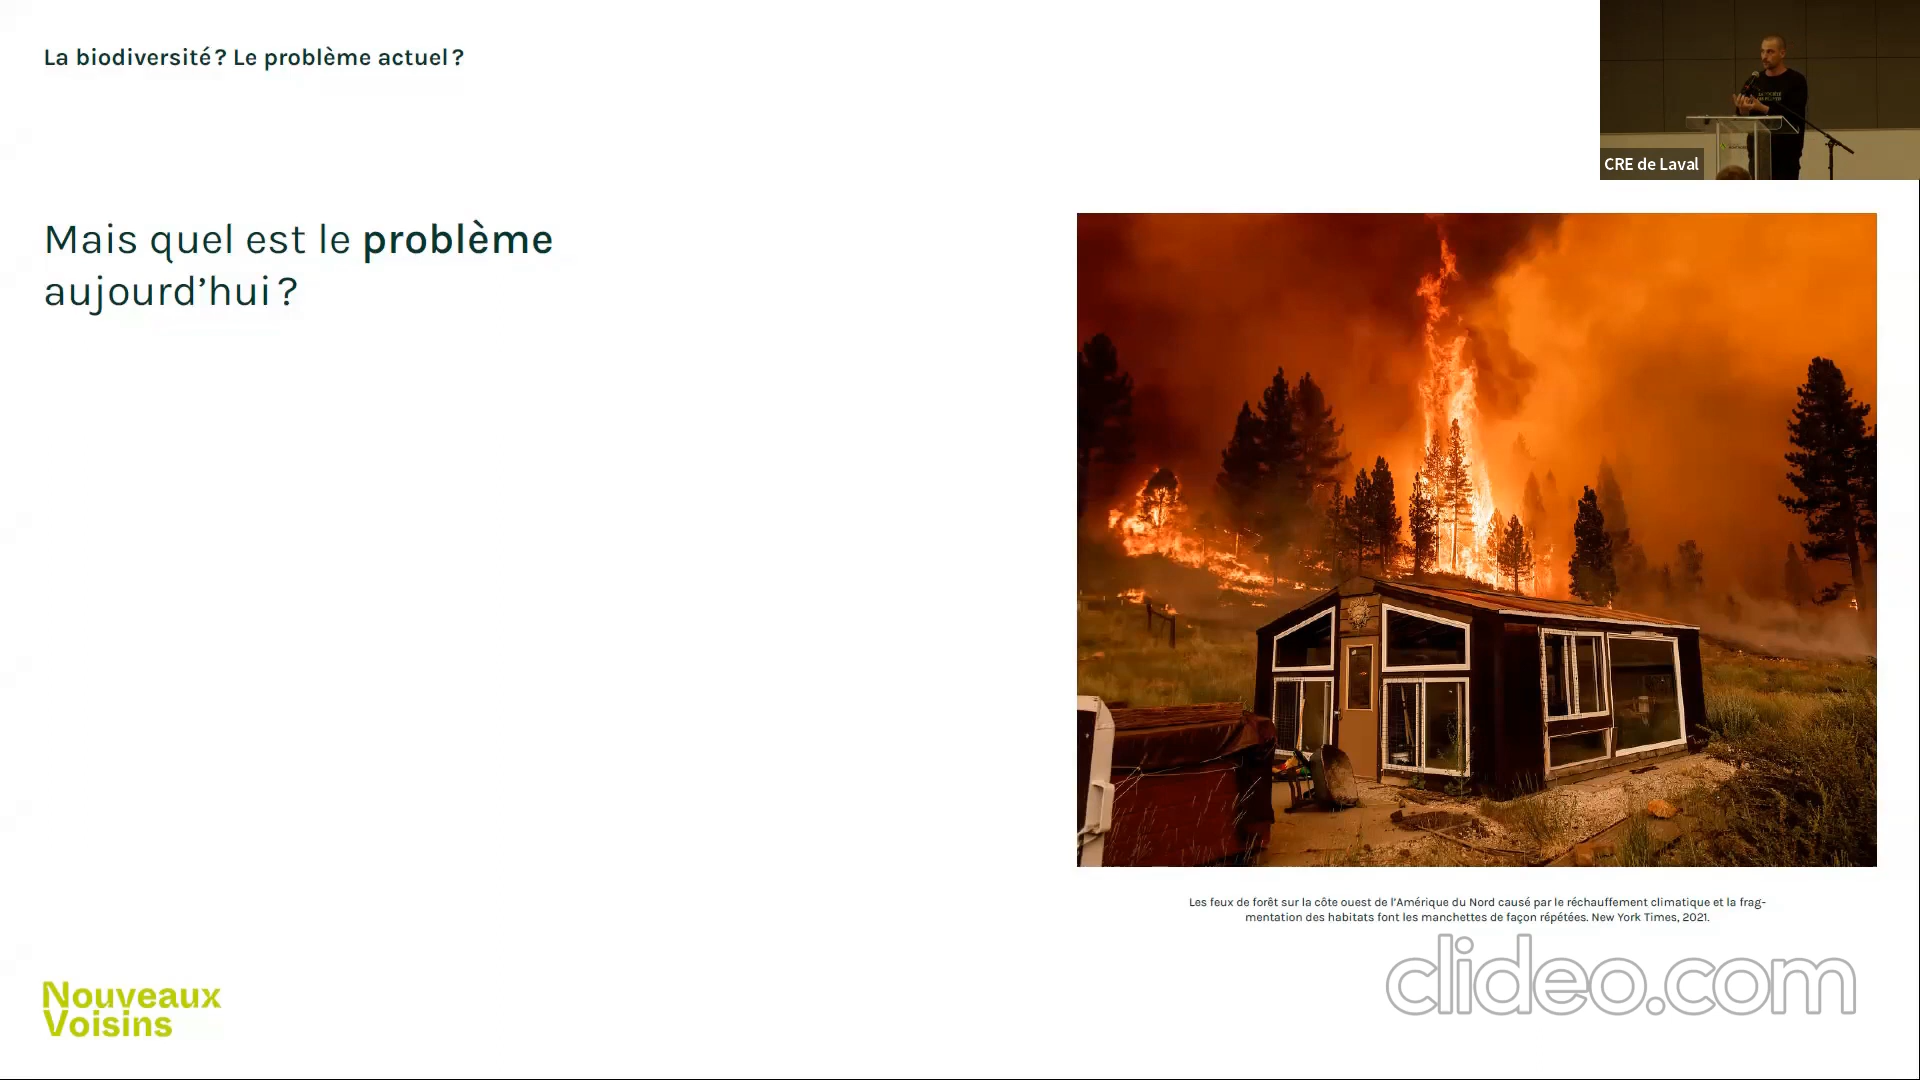 La biodiversité ? Le problème actuel ?
CRE de Laval
Mais quel est le problème
aujourd’hui ?
Les feux de forêt sur la côte ouest de l’Amérique du Nord causé par le réchauffement climatique et la frag-
mentation des habitats font les manchettes de façon répétées. New York Times, 2021.
clideo.com
Nouveaux
Voisins